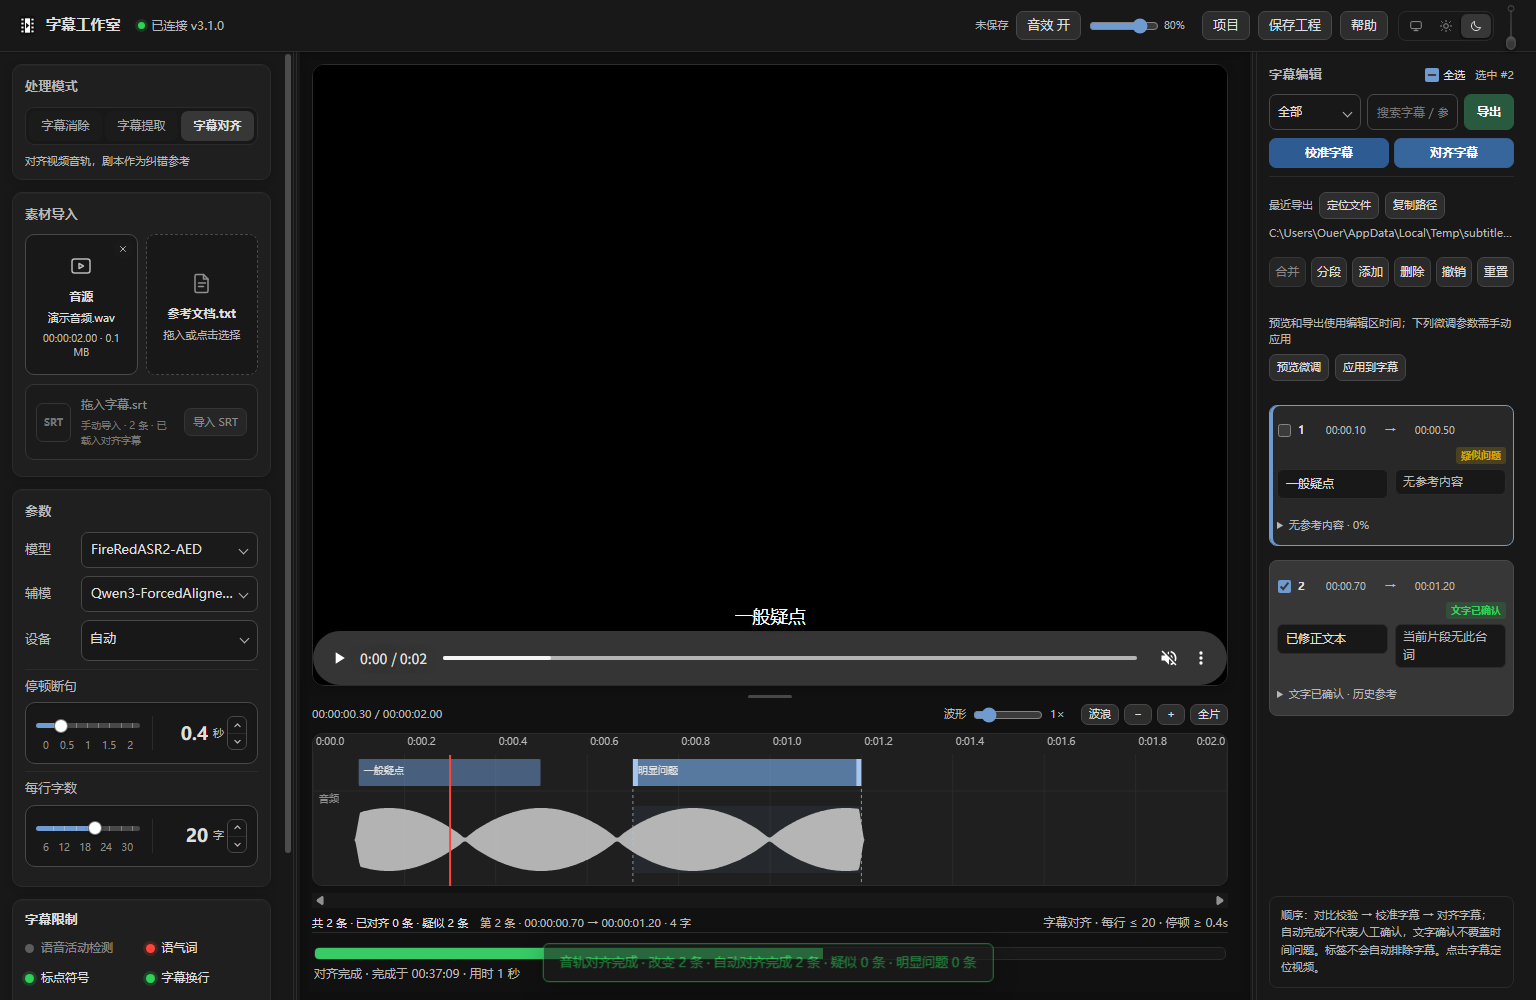 字幕工作室
已连接 v3.1.0
未保存
音效 开
80%
项目
保存工程
帮助
处理模式
字幕消除
字幕提取
字幕对齐
对齐视频音轨，剧本作为纠错参考
素材导入
音源
演示音频.wav
00:00:02.00 · 0.1
MB
参考文档.txt
拖入或点击选择
SRT
拖入字幕.srt
手动导入 · 2 条 · 已
载入对齐字幕
导入 SRT
参数
模型
FireRedASR2-AED
辅模
Qwen3-ForcedAligne...
设备
自动
停顿断句
0.4 秒
0 0.5 1 1.5 2
每行字数
20 字
6 12 18 24 30
字幕限制
语音活动检测
语气词
标点符号
字幕换行
一般疑点
0:00 / 0:02
00:00:00.30 / 00:00:02.00
波形
1×
波浪
−
+
全片
0:00.0 0:00.2 0:00.4 0:00.6 0:00.8 0:01.0 0:01.2 0:01.4 0:01.6 0:01.8 0:02.0
一般疑点
明显问题
音频
共 2 条 · 已对齐 0 条 · 疑似 2 条
第 2 条 · 00:00:00.70 → 00:00:01.20 · 4 字
字幕对齐 · 每行 ≤ 20 · 停顿 ≥ 0.4s
对齐完成 · 完成于 00:37:09 · 用时 1 秒
音轨对齐完成 · 改变 2 条 · 自动对齐完成 2 条 · 疑似 0 条 · 明显问题 0 条
字幕编辑
全选
选中 #2
全部
搜索字幕 / 参
导出
校准字幕
对齐字幕
最近导出
定位文件
复制路径
C:\Users\Ouer\AppData\Local\Temp\subtitle...
合并
分段
添加
删除
撤销
重置
预览和导出使用编辑区时间；下列微调参数需手动
应用
预览微调
应用到字幕
1 00:00.10 → 00:00.50
疑似问题
一般疑点
无参考内容
无参考内容 · 0%
2 00:00.70 → 00:01.20
文字已确认
已修正文本
当前片段无此台
词
文字已确认 · 历史参考
顺序：对比校验 → 校准字幕 → 对齐字幕；
自动完成不代表人工确认，文字确认不要盖时
间问题。标签不会自动排除字幕。点击字幕定
位视频。